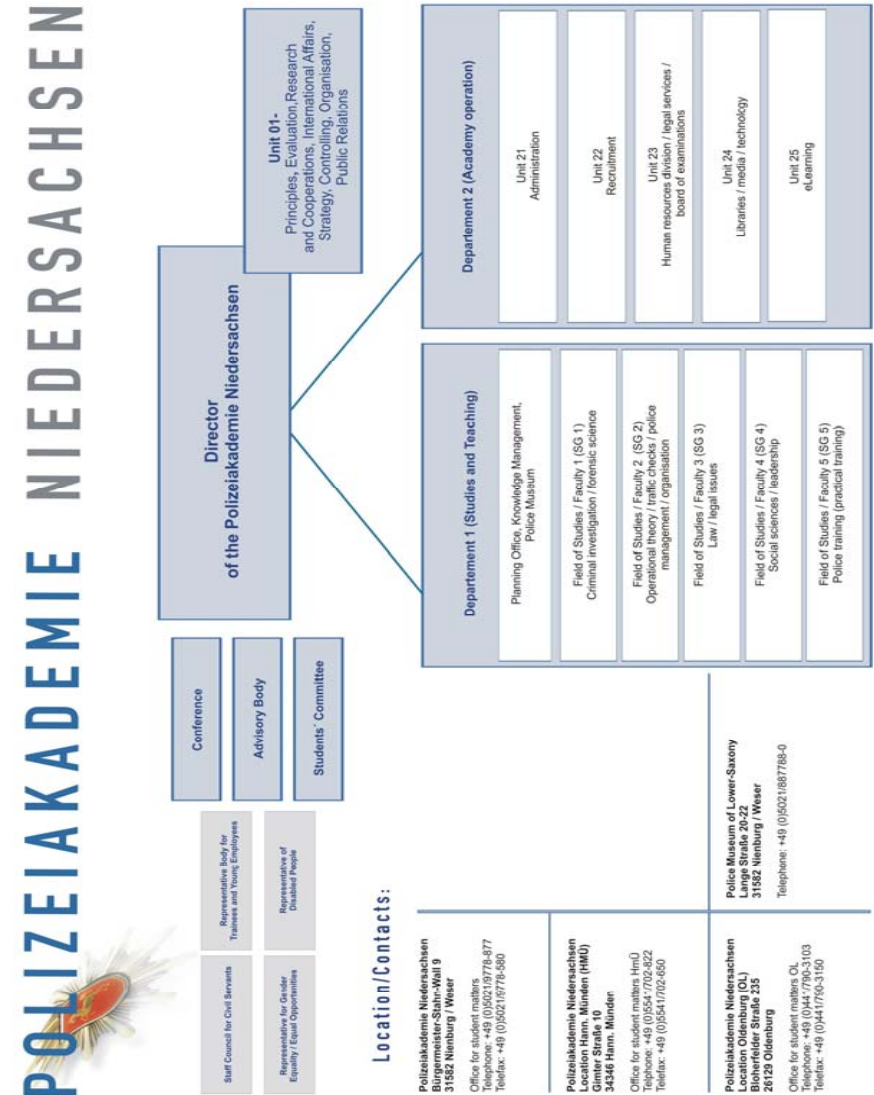 POLIZEIAKADEMIE NIEDERSACHSEN
Staff Council for Civil Servants
Representative Body for
Trainees and Young Employees
Representative for Gender
Equality / Equal Opportunities
Representative of
Disabled People
Conference
Advisory Body
Students´ Committee
Director
of the Polizeiakademie Niedersachsen
Unit 01-
Principles, Evaluation,Research
and Cooperations, International Affairs,
Strategy, Controlling, Organisation,
Public Relations
Departement 1 (Studies and Teaching)
Planning Office, Knowledge Management,
Police Museum
Field of Studies / Faculty 1 (SG 1)
Criminal investigation / forensic science
Field of Studies / Faculty 2 (SG 2)
Operational theory / traffic checks / police
management / organisation
Field of Studies / Faculty 3 (SG 3)
Law / legal issues
Field of Studies / Faculty 4 (SG 4)
Social sciences / leadership
Field of Studies / Faculty 5 (SG 5)
Police training (practical training)
Departement 2 (Academy operation)
Unit 21
Administration
Unit 22
Recruitment
Unit 23
Human resources division / legal services /
board of examinations
Unit 24
Libraries / media / technology
Unit 25
eLearning
Location/Contacts:
Polizeiakademie Niedersachsen
Bürgermeister-Stahn-Wall 9
31582 Nienburg / Weser
Office for student matters
Telephone: +49 (0)5021/9778-877
Telefax: +49 (0)5021/9778-580
Polizeiakademie Niedersachsen
Location Hann. Münden (HMÜ)
Gimter Straße 10
34346 Hann. Münden
Office for student matters HmÜ
Telphone: +49 (0)5541/702-822
Telefax: +49 (0)5541/702-650
Polizeiakademie Niedersachsen
Location Oldenburg (OL)
Bloherfelder Straße 235
26129 Oldenburg
Office for student matters OL
Telephone: +49 (0)441/790-3103
Telefax: +49 (0)441/790-3150
Police Museum of Lower-Saxony
Lange Straße 20-22
31582 Nienburg / Weser
Telephone: +49 (0)5021/887788-0